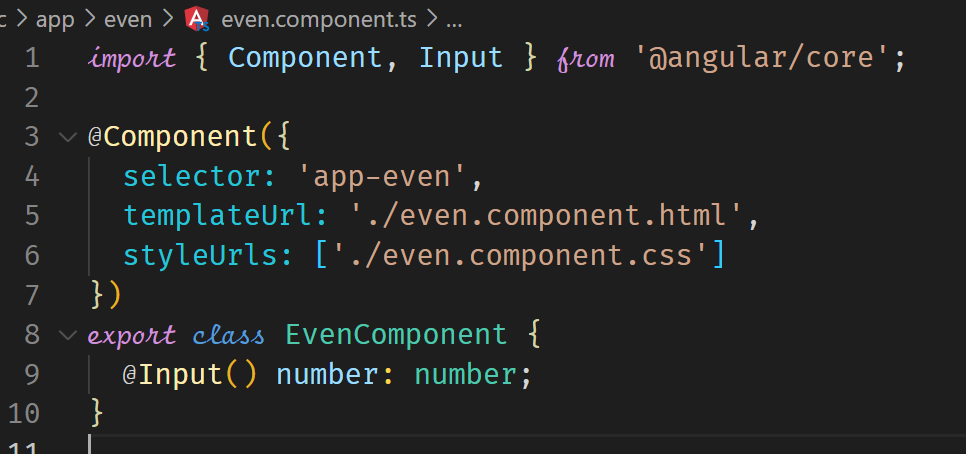 c > app > even > even.component.ts > ...
1 import { Component, Input } from '@angular/core';
2
3 @Component({
4 selector: 'app-even',
5 templateUrl: './even.component.html',
6 styleUrls: ['./even.component.css']
7 })
8 export class EvenComponent {
9 @Input() number: number;
10 }
11